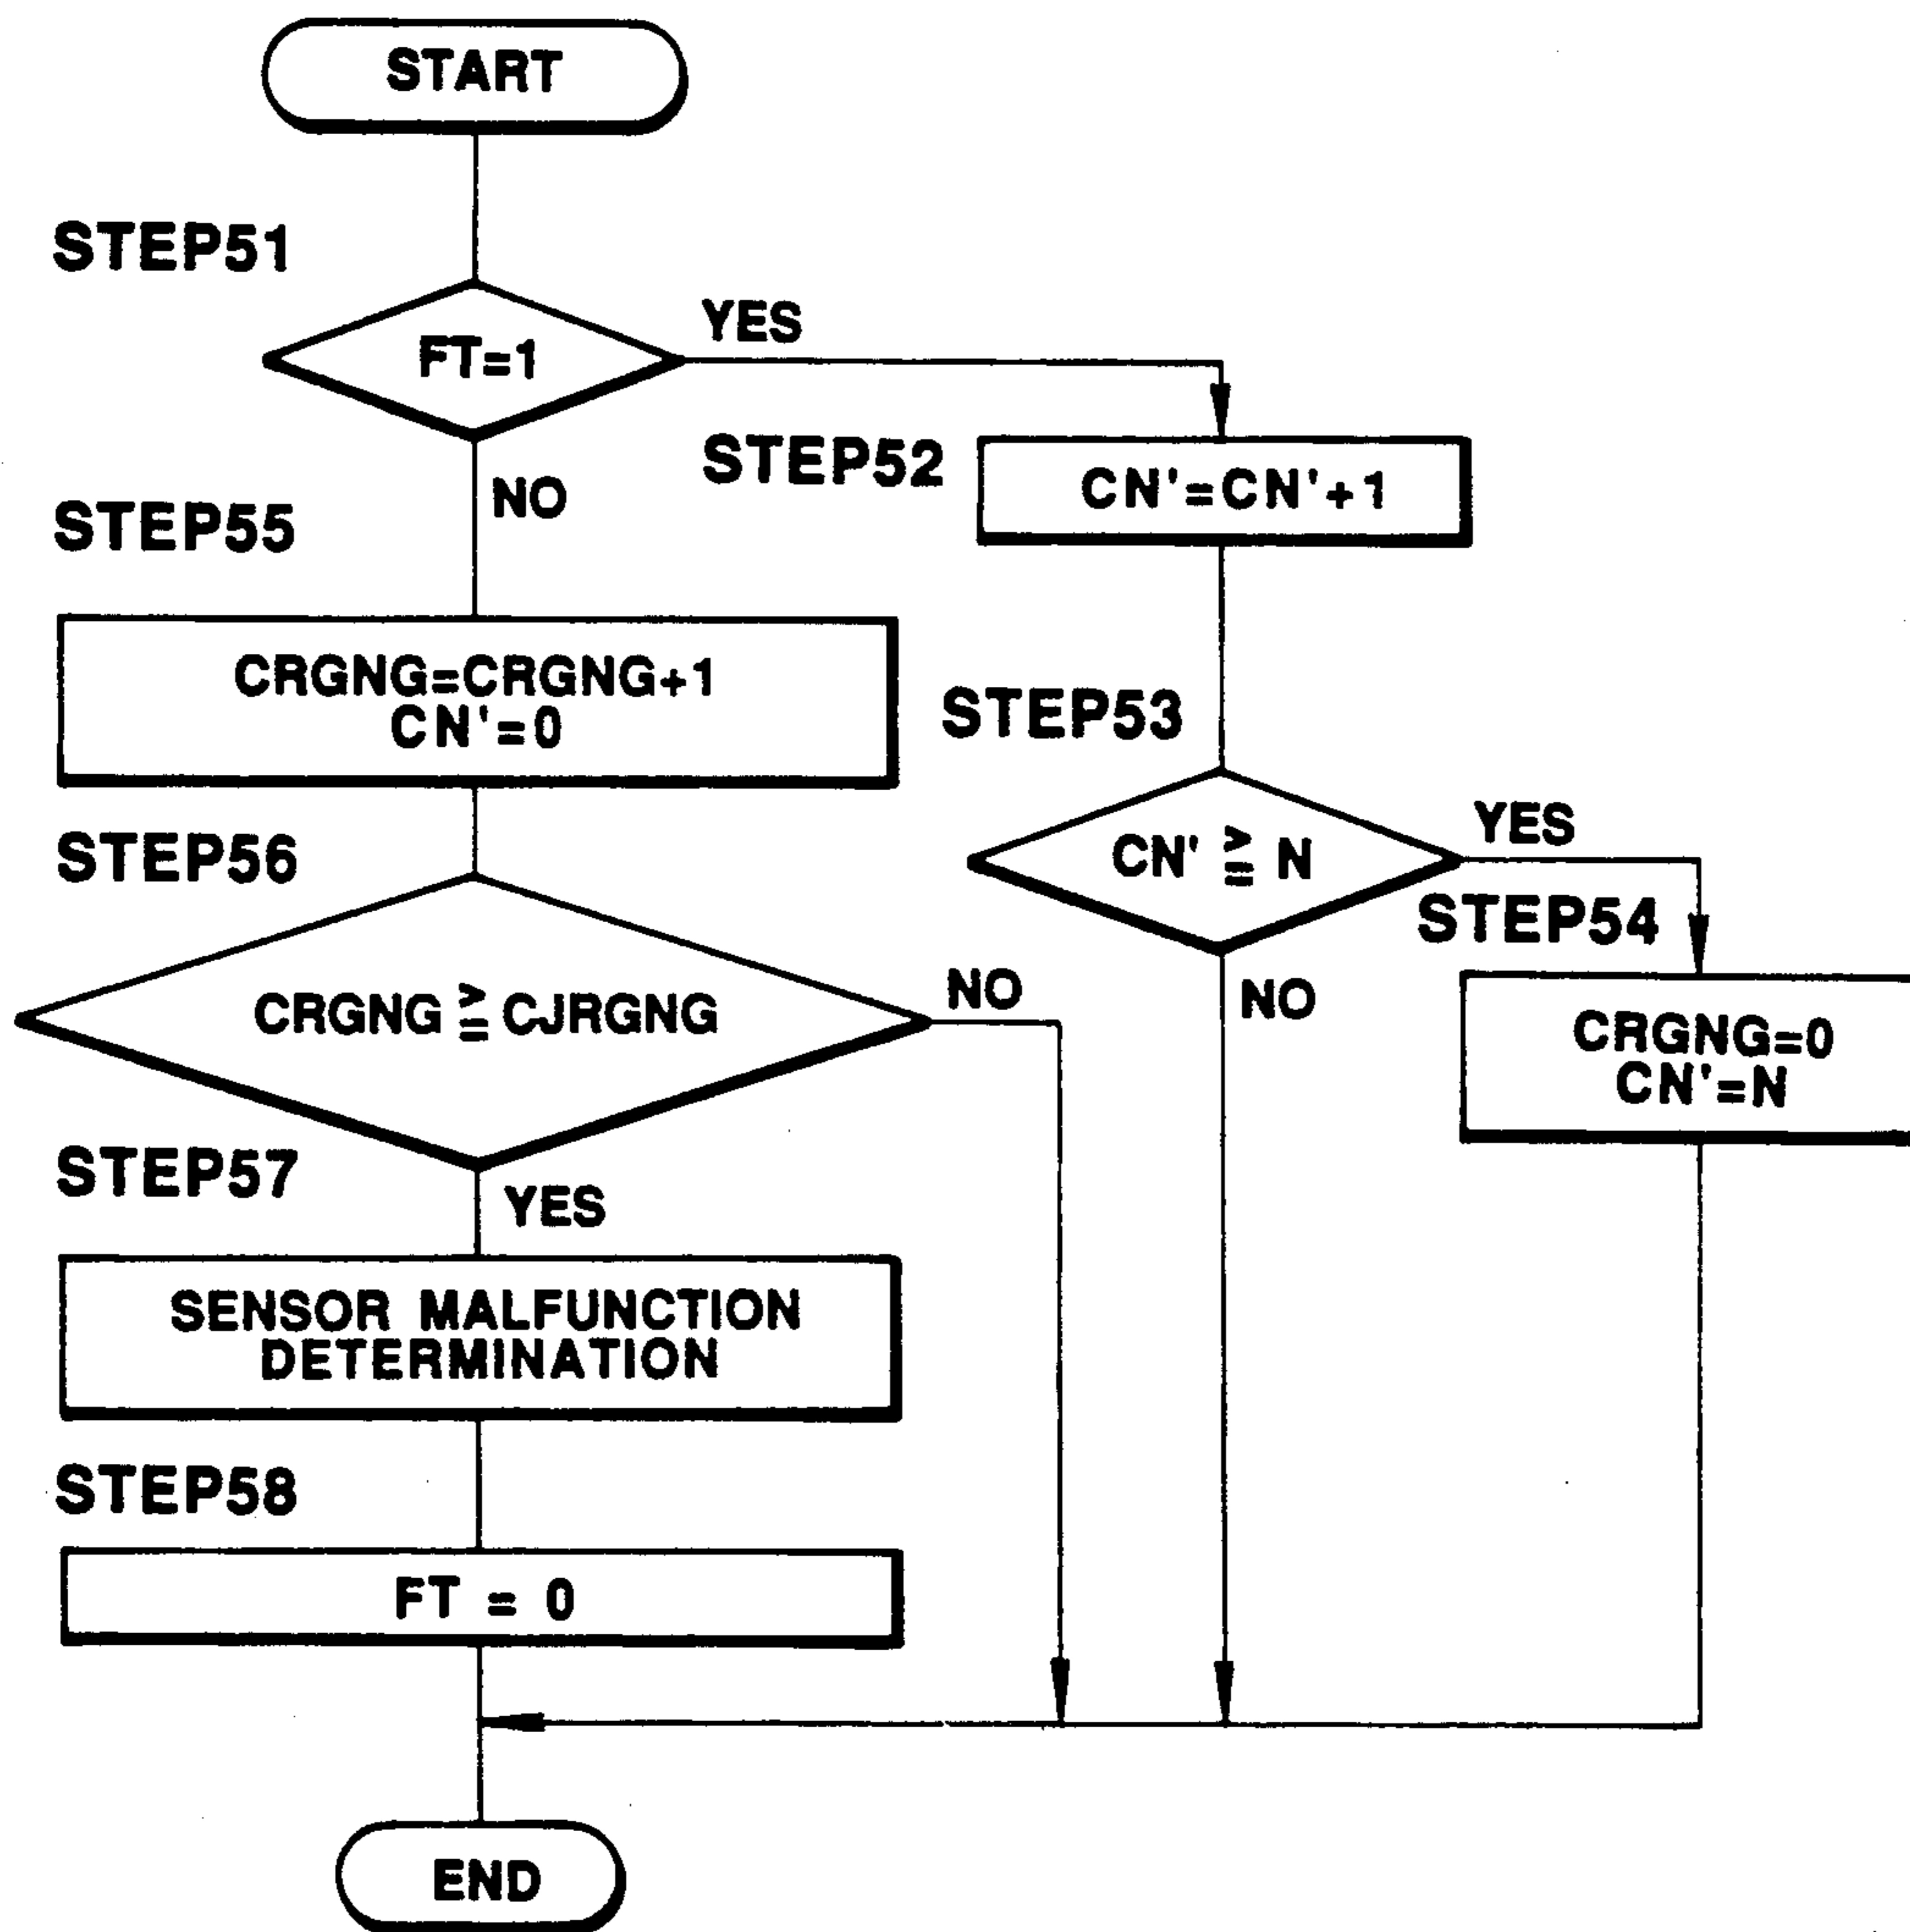 START
STEP51
FT=1
YES
NO
STEP52
CN'=CN'+1
STEP55
CRGNG=CRGNG+1
CN'=0
STEP53
CN' ≧ N
YES
NO
STEP54
CRGNG=0
CN'=N
STEP56
CRGNG ≧ CJRGNG
NO
YES
STEP57
SENSOR MALFUNCTION
DETERMINATION
STEP58
FT = 0
END